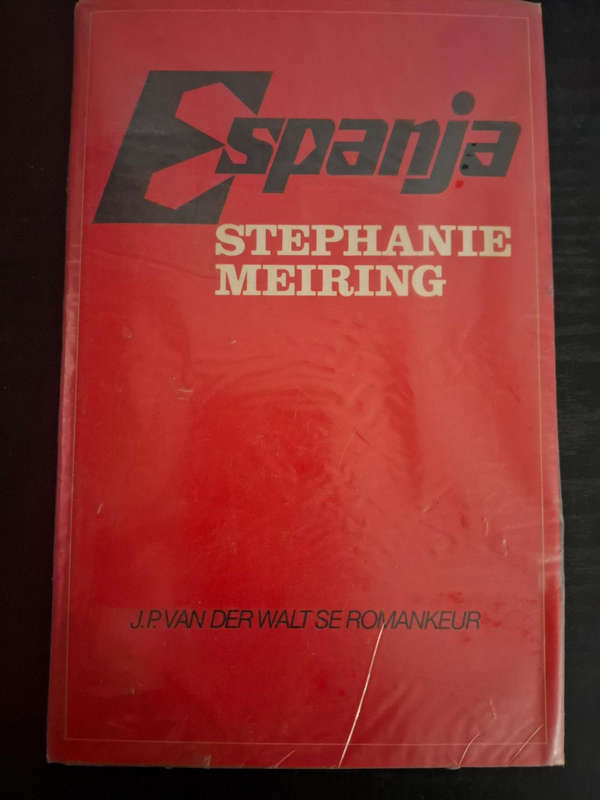 Espanja
STEPHANIE
MEIRING
J.P. VAN DER WALT SE ROMANKEUR